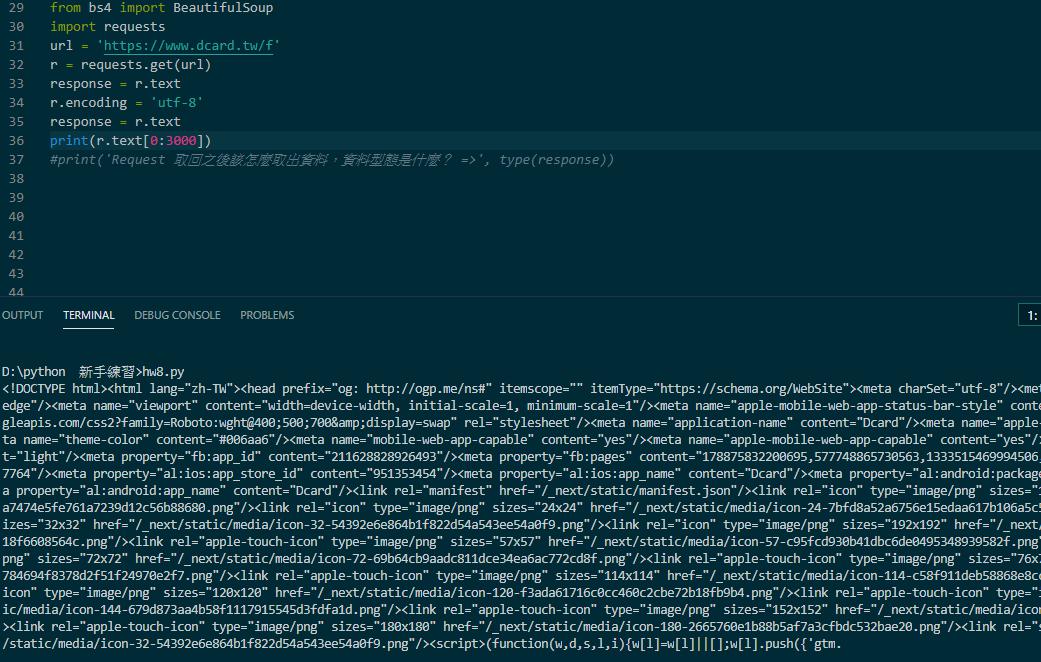 29 from bs4 import BeautifulSoup
30 import requests
31 url = 'https://www.dcard.tw/f'
32 r = requests.get(url)
33 response = r.text
34 r.encoding = 'utf-8'
35 response = r.text
36 print(r.text[0:3000])
37 #print('Request 取回之後該怎麼取出資料，資料型態是什麼？ =>', type(response))
38
39
40
41
42
43
44
OUTPUT TERMINAL DEBUG CONSOLE PROBLEMS 1:
D:\python 新手練習>hw8.py
<!DOCTYPE html><html lang="zh-TW"><head prefix="og: http://ogp.me/ns#" itemscope="" itemType="https://schema.org/WebSite"><meta charSet="utf-8"/><met
edge"/><meta name="viewport" content="width=device-width, initial-scale=1, minimum-scale=1"/><meta name="apple-mobile-web-app-status-bar-style" conte
gleapis.com/css2?family=Roboto:wght@400;500;700&amp;display=swap" rel="stylesheet"/><meta name="application-name" content="Dcard"/><meta name="apple-
ta name="theme-color" content="#006aa6"/><meta name="mobile-web-app-capable" content="yes"/><meta name="apple-mobile-web-app-capable" content="yes"/
t="light"/><meta property="fb:app_id" content="211628828926493"/><meta property="fb:pages" content="178875832200695,577748865730563,1333515469994506
7764"/><meta property="al:ios:app_store_id" content="951353454"/><meta property="al:ios:app_name" content="Dcard"/><meta property="al:android:package
a property="al:android:app_name" content="Dcard"/><link rel="manifest" href="/_next/static/manifest.json"/><link rel="icon" type="image/png" sizes="1
a7474e5fe761a7239d12c56b88680.png"/><link rel="icon" type="image/png" sizes="24x24" href="/_next/static/media/icon-24-7bfd8a52a6756e15edaa617b106a5c5
izes="32x32" href="/_next/static/media/icon-32-54392e6e864b1f822d54a543ee54a0f9.png"/><link rel="icon" type="image/png" sizes="192x192" href="/_next/
18f6608564c.png"/><link rel="apple-touch-icon" type="image/png" sizes="57x57" href="/_next/static/media/icon-57-c95fcd930b41dbc6de0495348939582f.png"
png" sizes="72x72" href="/_next/static/media/icon-72-69b64cb9aadc811dce34ea6ac772cd8f.png"/><link rel="apple-touch-icon" type="image/png" sizes="76x7
784694f8378d2f51f24970e2f7.png"/><link rel="apple-touch-icon" type="image/png" sizes="114x114" href="/_next/static/media/icon-114-c58f911deb58868e8cc
icon" type="image/png" sizes="120x120" href="/_next/static/media/icon-120-f3ada61716c0cc460c2cbe72b18fb9b4.png"/><link rel="apple-touch-icon" type="i
ic/media/icon-144-679d873aa4b58f1117915545d3fdfa1d.png"/><link rel="apple-touch-icon" type="image/png" sizes="152x152" href="/_next/static/media/icon
><link rel="apple-touch-icon" type="image/png" sizes="180x180" href="/_next/static/media/icon-180-2665760e1b88b5af7a3cfbdc532bae20.png"/><link rel="s
/static/media/icon-32-54392e6e864b1f822d54a543ee54a0f9.png"/><script>(function(w,d,s,l,i){w[l]=w[l]||[];w[l].push({'gtm.